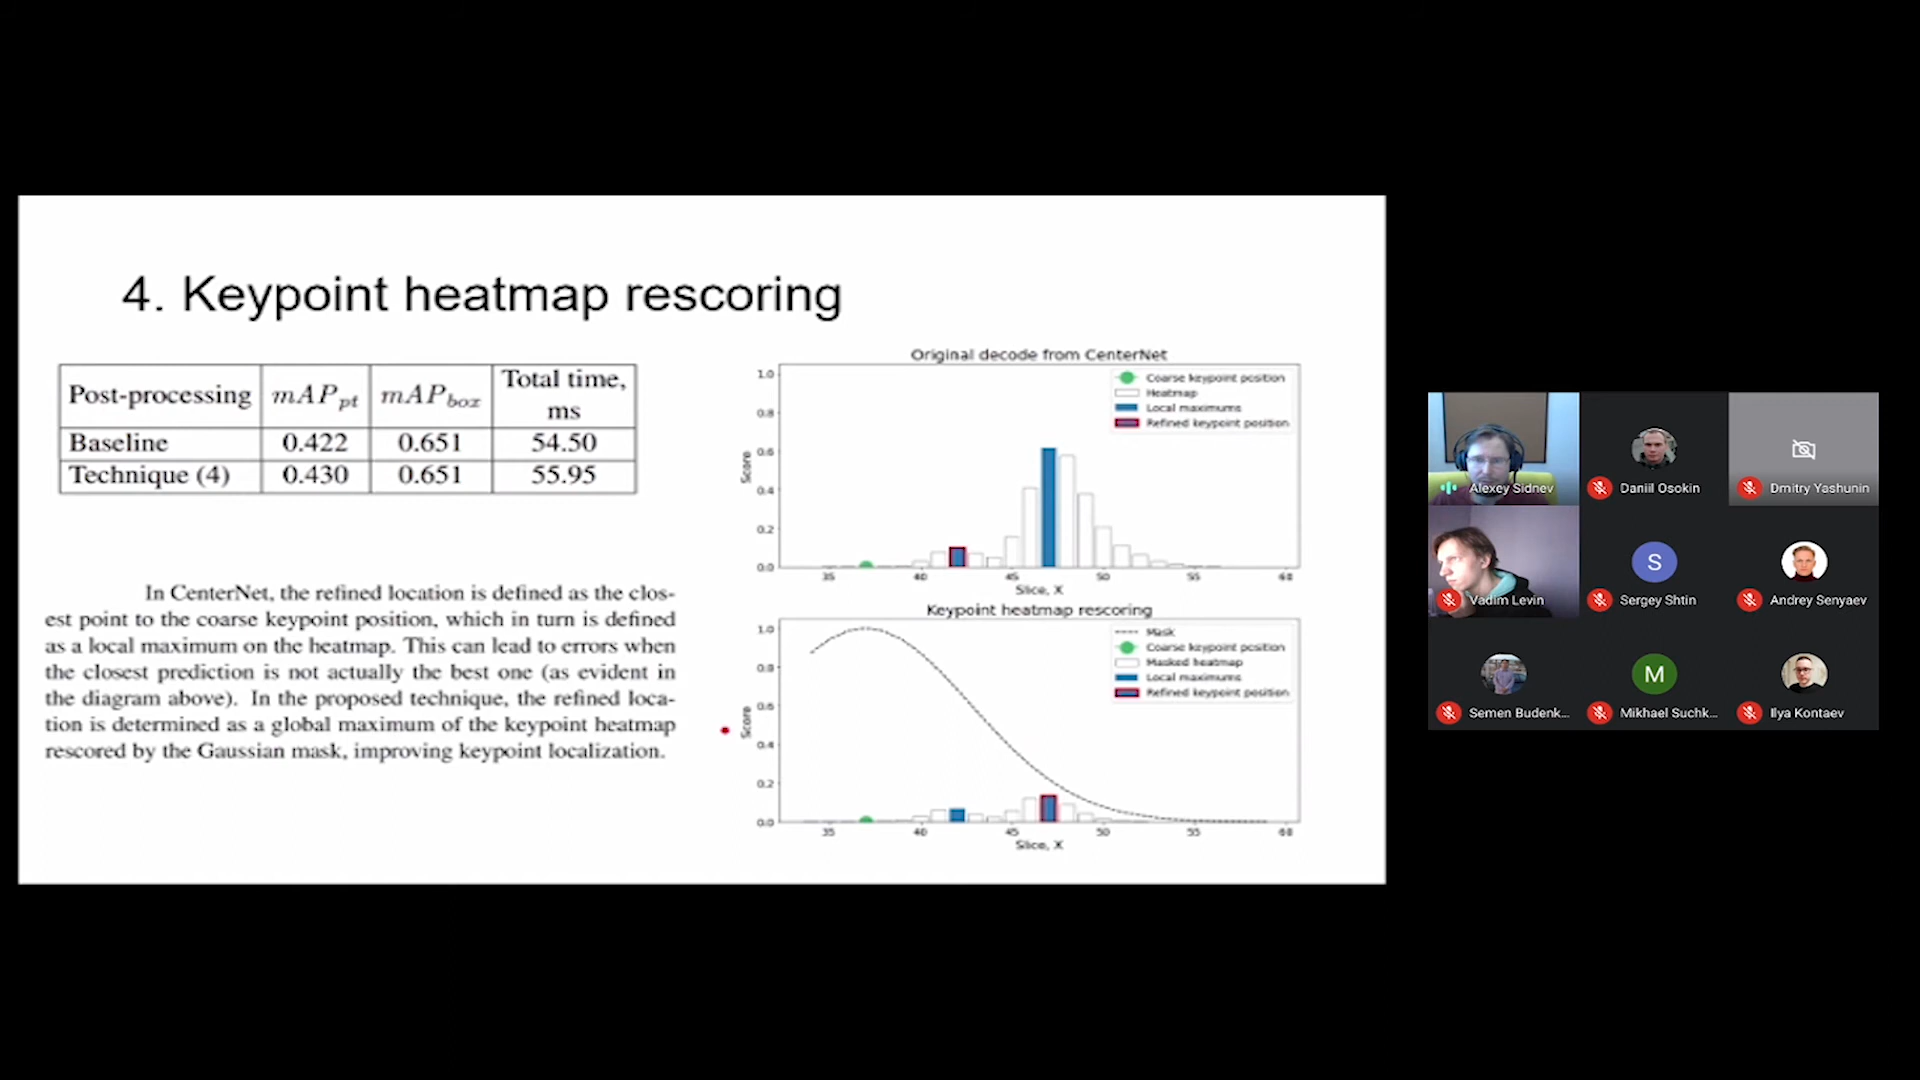 4. Keypoint heatmap rescoring
Post-processing mAP_pt mAP_box Total time, ms
Baseline 0.422 0.651 54.50
Technique (4) 0.430 0.651 55.95
In CenterNet, the refined location is defined as the clos-
est point to the coarse keypoint position, which in turn is defined
as a local maximum on the heatmap. This can lead to errors when
the closest prediction is not actually the best one (as evident in
the diagram above). In the proposed technique, the refined loca-
tion is determined as a global maximum of the keypoint heatmap
rescored by the Gaussian mask, improving keypoint localization.
Original decode from CenterNet
Coarse keypoint position
Heatmap
Local maximums
Refined keypoint position
Score
1.0
0.8
0.6
0.4
0.2
0.0
35 40 45 50 55 60
Slice, X
Keypoint heatmap rescoring
Mask
Coarse keypoint position
Masked heatmap
Local maximums
Refined keypoint position
Score
1.0
0.8
0.6
0.4
0.2
0.0
35 40 45 50 55 60
Slice, X
Alexey Sidnev
Daniil Osokin
Dmitry Yashunin
Vadim Levin
S
Sergey Shtin
Andrey Senyaev
Semen Budenk...
M
Mikhael Suchk...
Ilya Kontaev